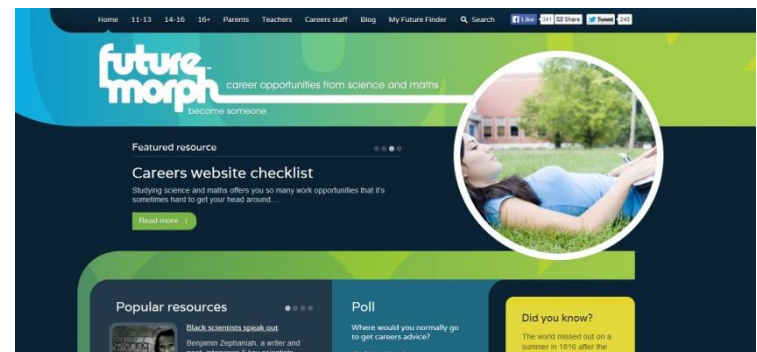 Home 11-13 14-16 16+ Parents Teachers Careers staff Blog My Future Finder Search Like 341 Share Tweet 245
future
morph
career opportunities from science and maths
become someone
Featured resource
Careers website checklist
Studying science and maths offers you so many work opportunities that it's
sometimes hard to get your head around....
Read more
Popular resources
Black scientists speak out
Benjamin Zephaniah, a writer and
Poll
Where would you normally go
to get careers advice?
Did you know?
The world missed out on a
summer in 1816 after the